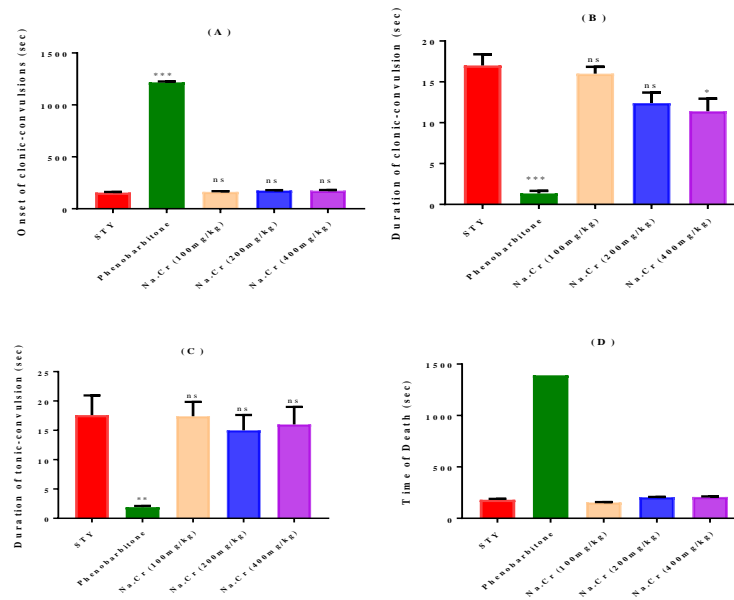 (A)
Onset of clonic-convulsions (sec)
1500
1000
500
0
***
ns
ns
ns
STY
Phenobarbitone
Na.Cr (100mg/kg)
Na.Cr (200mg/kg)
Na.Cr (400mg/kg)
(B)
Duration of clonic-convulsion (sec)
20
15
10
5
0
***
ns
ns
*
STY
Phenobarbitone
Na.Cr (100mg/kg)
Na.Cr (200mg/kg)
Na.Cr (400mg/kg)
(C)
Duration of tonic-convulsion (sec)
25
20
15
10
5
0
**
ns
ns
ns
STY
Phenobarbitone
Na.Cr (100mg/kg)
Na.Cr (200mg/kg)
Na.Cr (400mg/kg)
(D)
Time of Death (sec)
1500
1000
500
0
STY
Phenobarbitone
Na.Cr (100mg/kg)
Na.Cr (200mg/kg)
Na.Cr (400mg/kg)